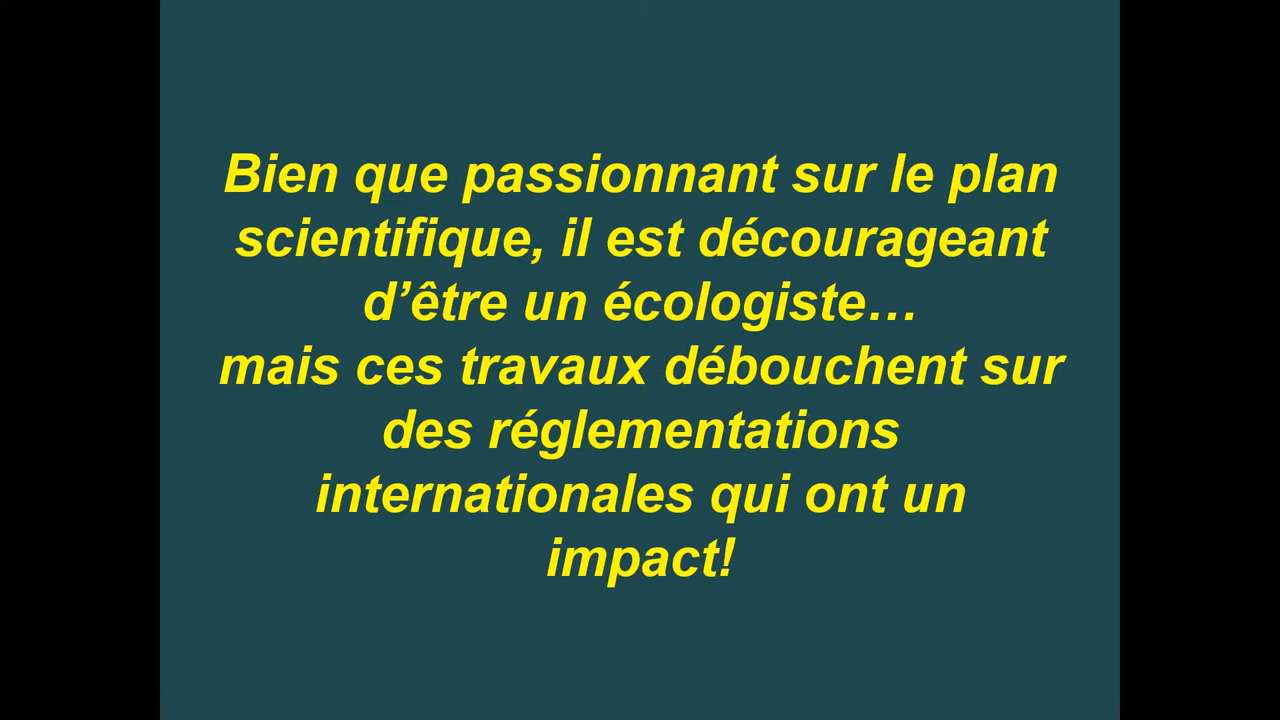 Bien que passionnant sur le plan
scientifique, il est décourageant
d’être un écologiste…
mais ces travaux débouchent sur
des réglementations
internationales qui ont un
impact!